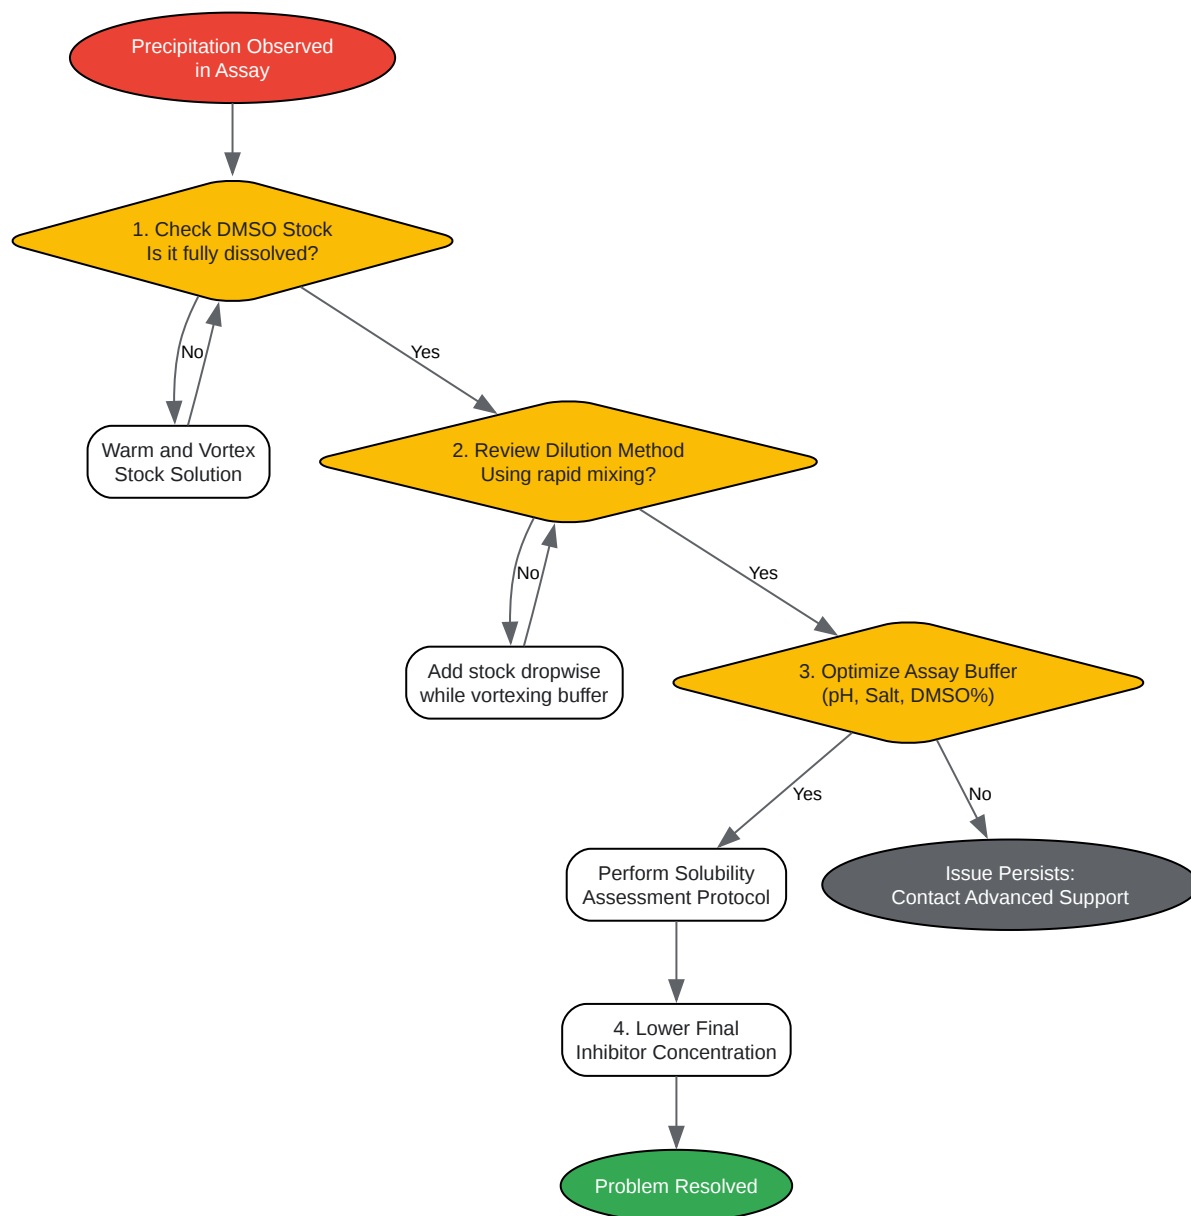 Precipitation Observed
in Assay
1. Check DMSO Stock
Is it fully dissolved?
No
Yes
Warm and Vortex
Stock Solution
2. Review Dilution Method
Using rapid mixing?
No
Yes
Add stock dropwise
while vortexing buffer
3. Optimize Assay Buffer
(pH, Salt, DMSO%)
Yes
No
Perform Solubility
Assessment Protocol
Issue Persists:
Contact Advanced Support
4. Lower Final
Inhibitor Concentration
Problem Resolved